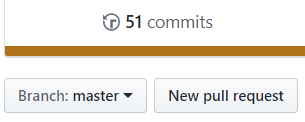 51 commits
Branch: master
New pull request